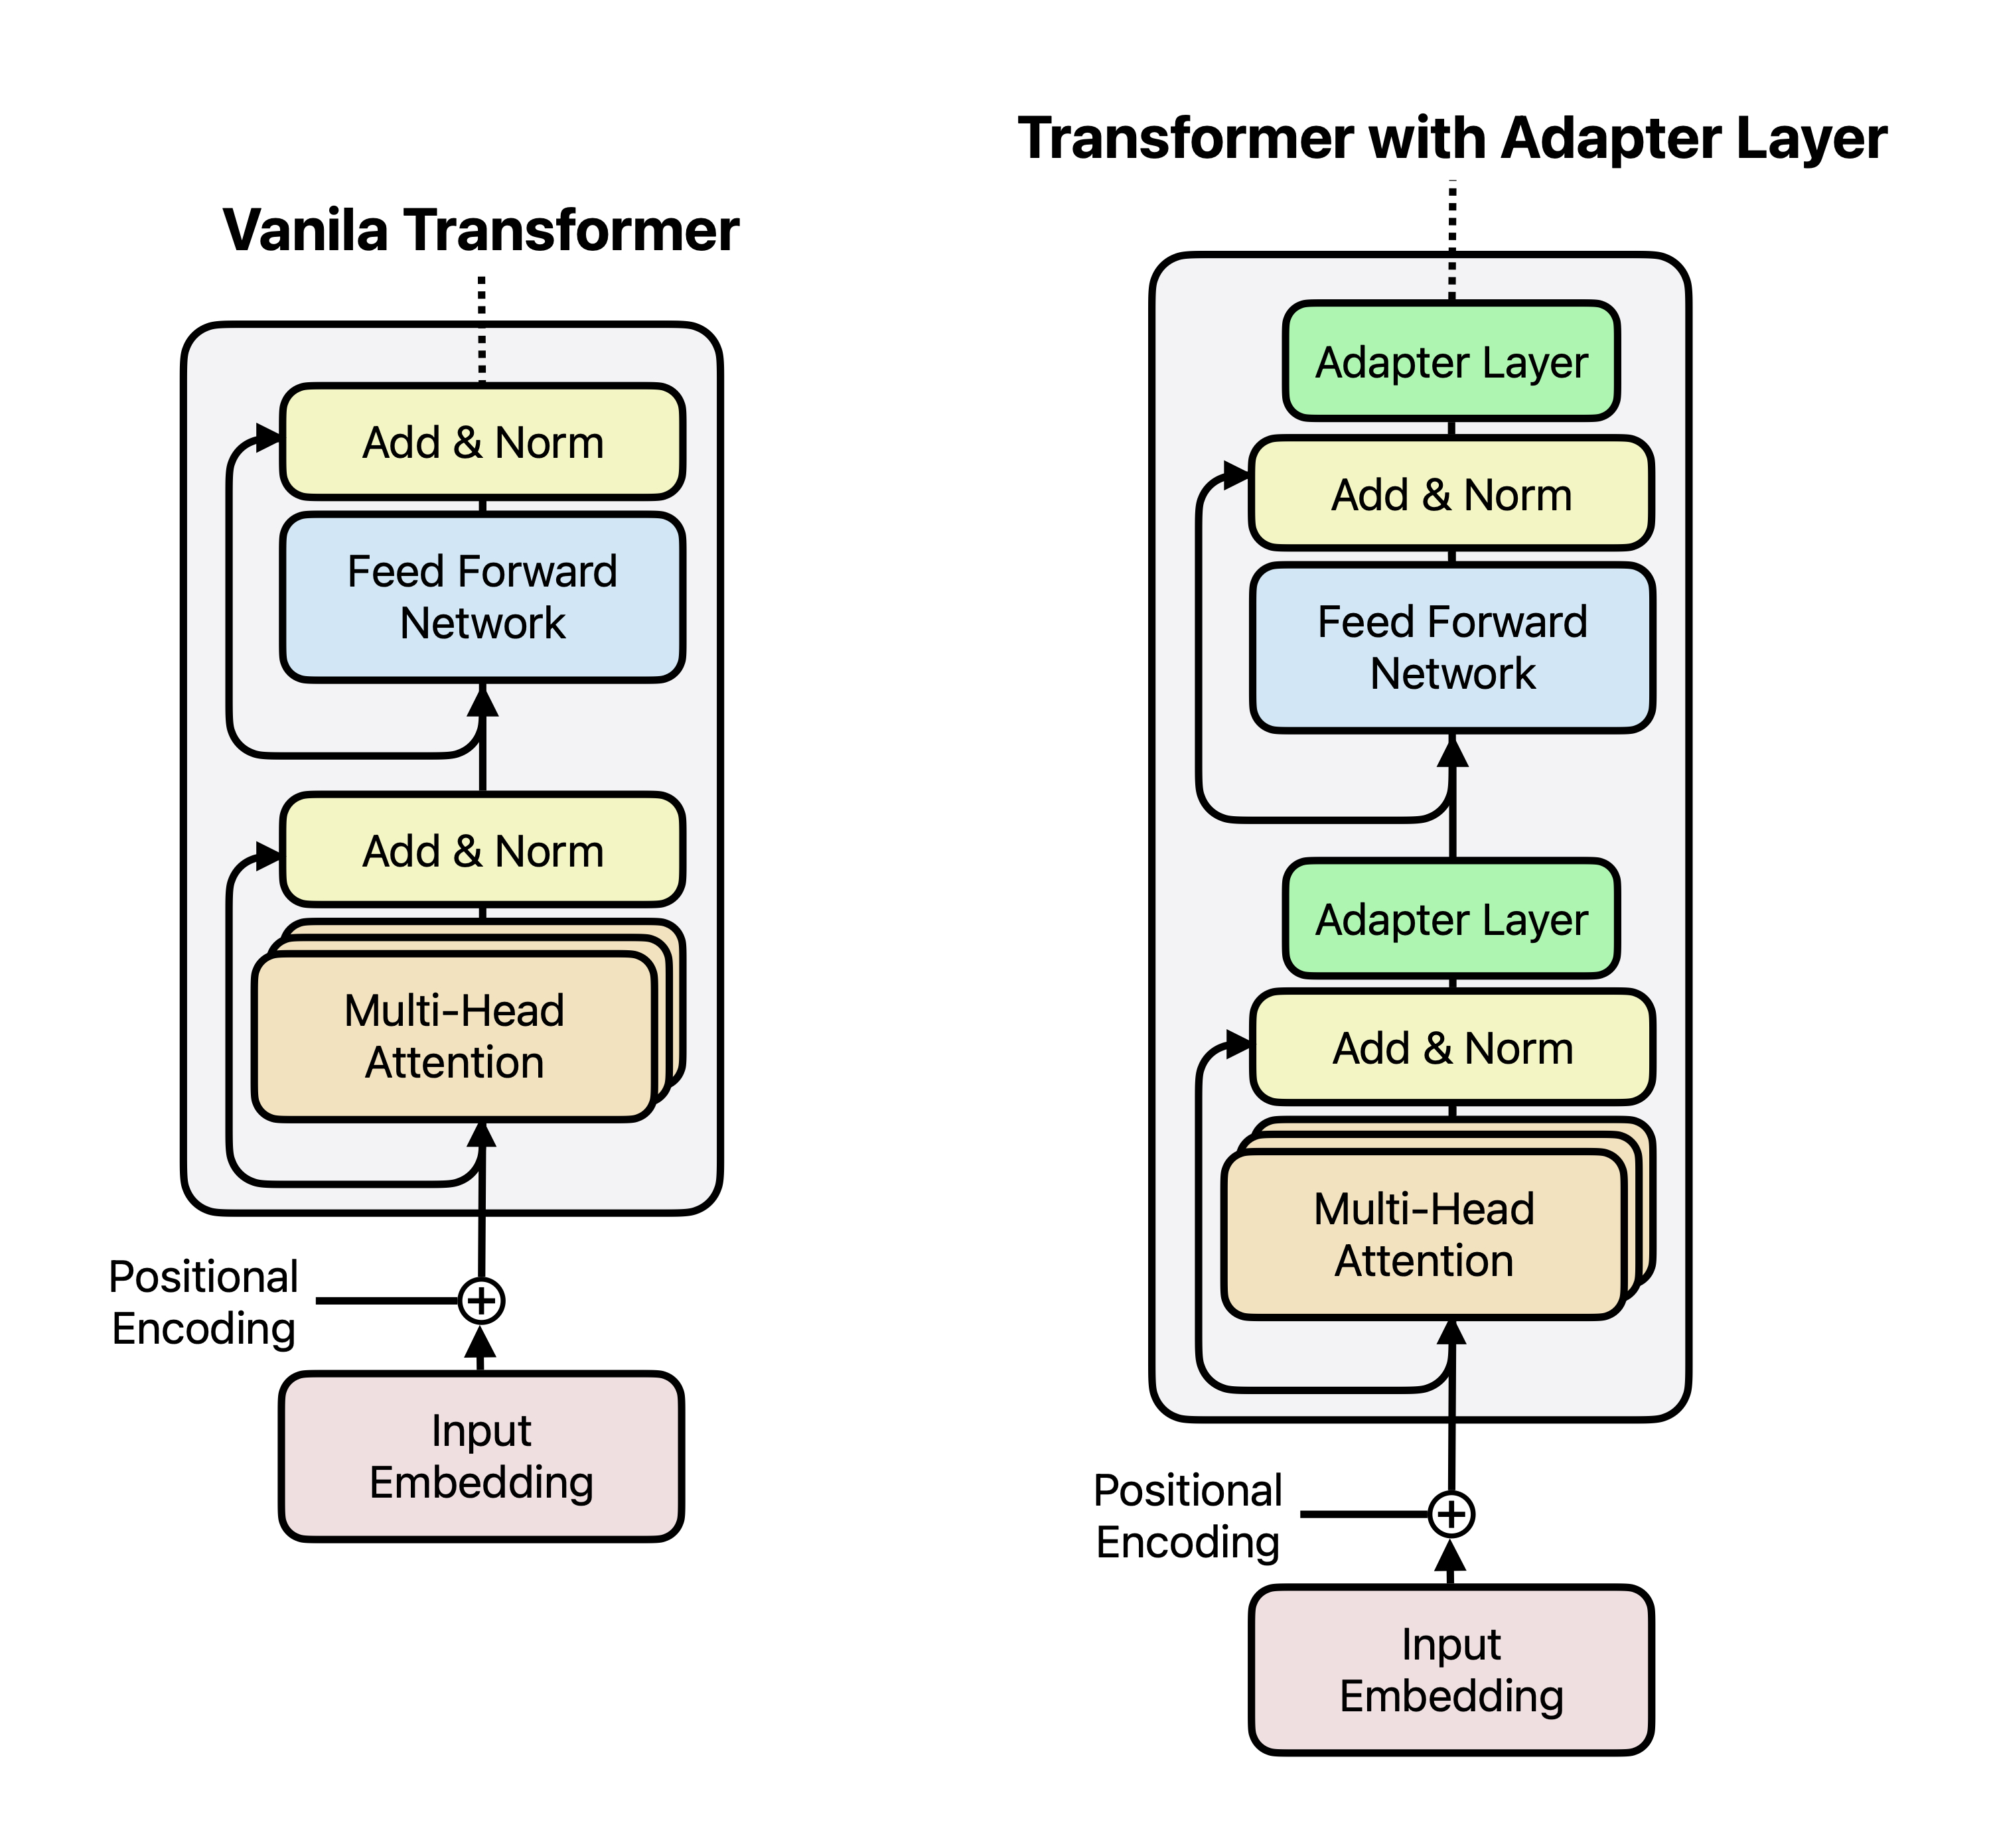 Vanila Transformer
Add & Norm
Feed Forward
Network
Add & Norm
Multi-Head
Attention
Positional
Encoding
Input
Embedding
Transformer with Adapter Layer
Adapter Layer
Add & Norm
Feed Forward
Network
Adapter Layer
Add & Norm
Multi-Head
Attention
Positional
Encoding
Input
Embedding